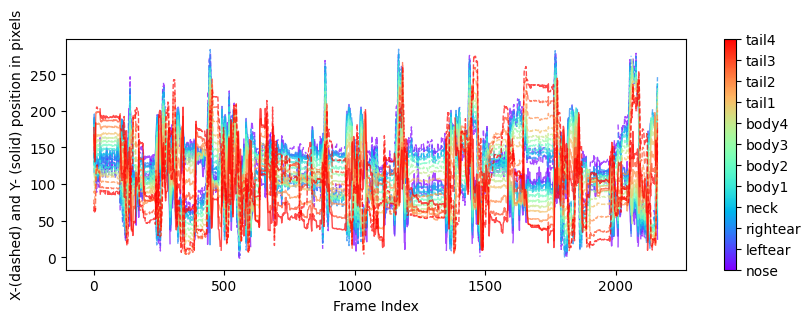 X-(dashed) and Y- (solid) position in pixels
250
200
150
100
50
0
0
500
1000
1500
2000
Frame Index
tail4
tail3
tail2
tail1
body4
body3
body2
body1
neck
rightear
leftear
nose